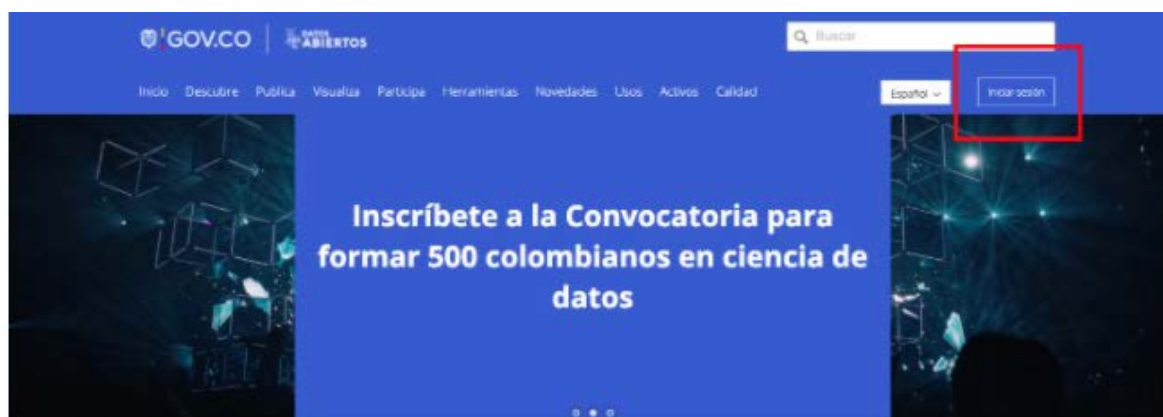 GOV.CO
DATOS
ABIERTOS
Buscar
Inicio Descubre Publica Visualiza Participa Herramientas Novedades Usos Activos Calidad
Español
Iniciar sesión
Inscríbete a la Convocatoria para
formar 500 colombianos en ciencia de
datos